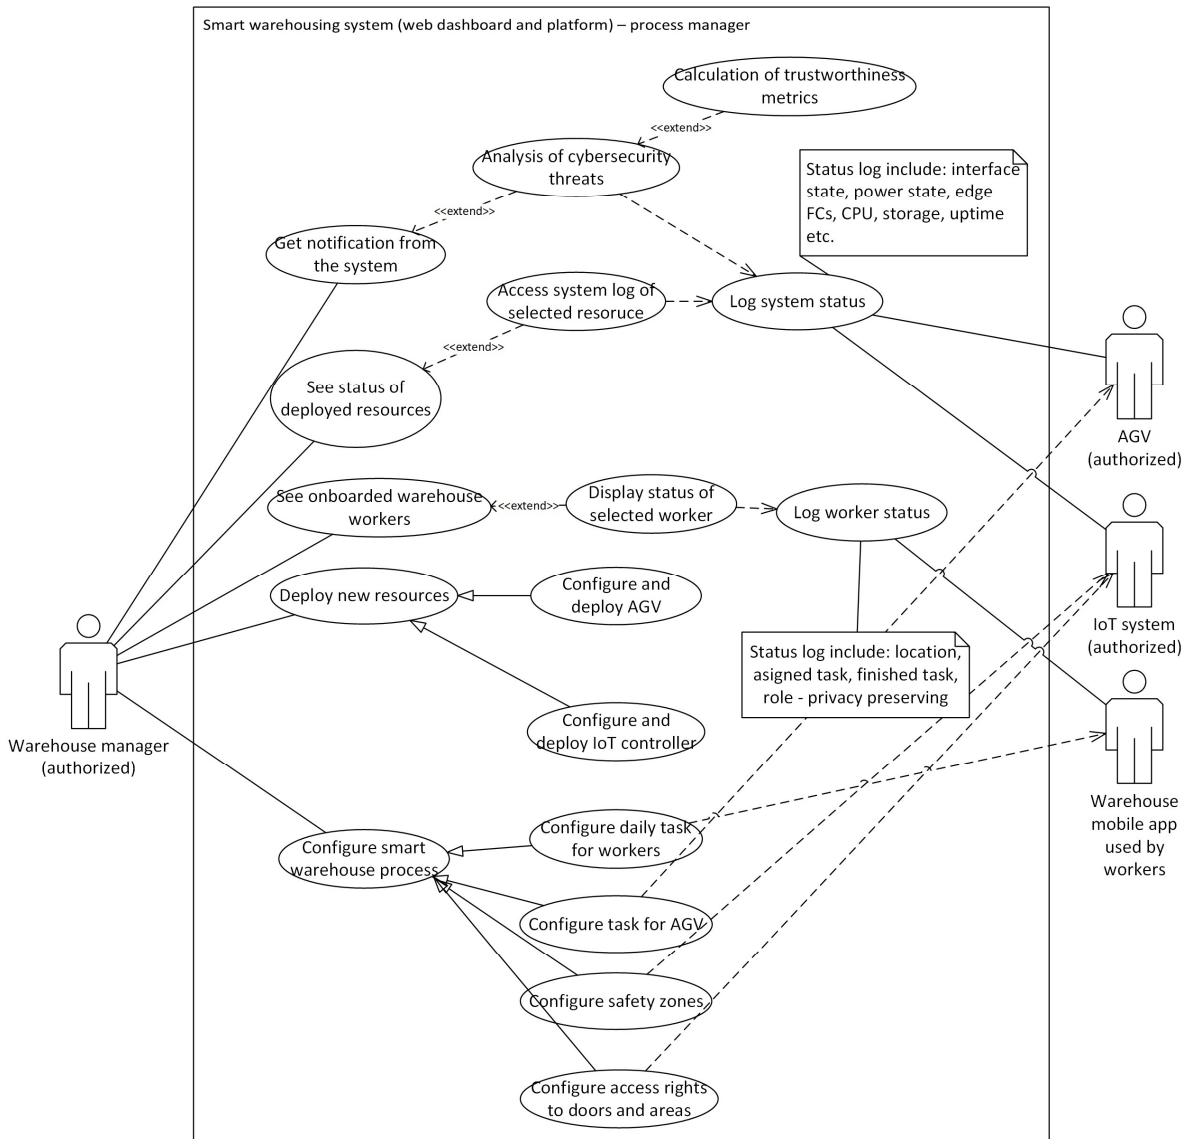 Smart warehousing system (web dashboard and platform) – process manager
Calculation of trustworthiness
metrics
<<extend>>
Analysis of cybersecurity
threats
Status log include: interface
state, power state, edge
FCs, CPU, storage, uptime
etc.
<<extend>>
Get notification from
the system
Access system log of
selected resoruce
Log system status
<<extend>>
See status of
deployed resources
AGV
(authorized)
See onboarded warehouse
workers
<<extend>>
Display status of
selected worker
Log worker status
Deploy new resources
Configure and
deploy AGV
IoT system
(authorized)
Status log include: location,
asigned task, finished task,
role - privacy preserving
Configure and
deploy IoT controller
Warehouse manager
(authorized)
Warehouse
mobile app
used by
workers
Configure daily task
for workers
Configure smart
warehouse process
Configure task for AGV
Configure safety zones
Configure access rights
to doors and areas